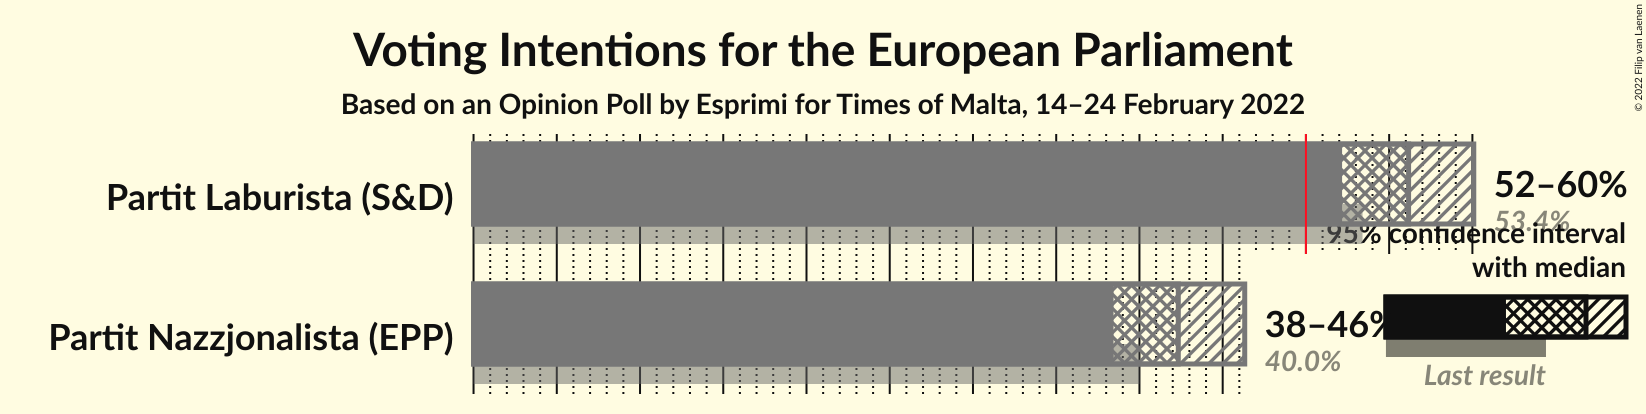 Voting Intentions for the European Parliament
Based on an Opinion Poll by Esprimi for Times of Malta, 14–24 February 2022
© 2022 Filip van Laenen
Partit Laburista (S&D)
52–60%
53.4%
95% confidence interval
with median
Partit Nazzjonalista (EPP)
38–46%
40.0%
Last result